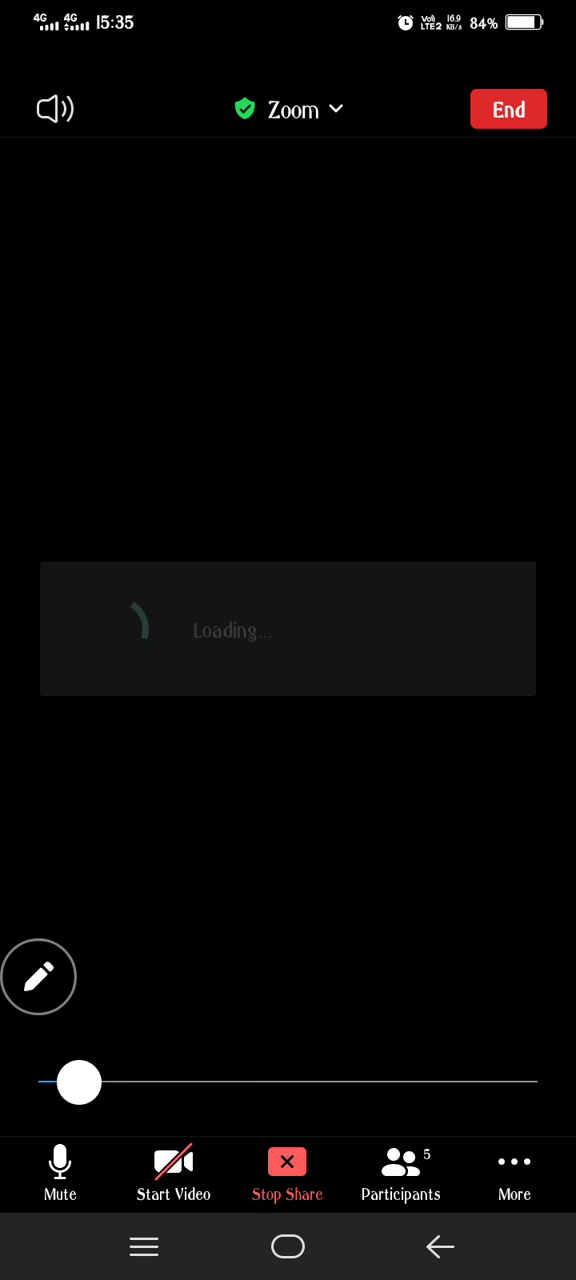 4G 4G 15:35 Voi) LTE2 16.9 KB/s 84%
Zoom End
Loading...
5
Mute Start Video Stop Share Participants More